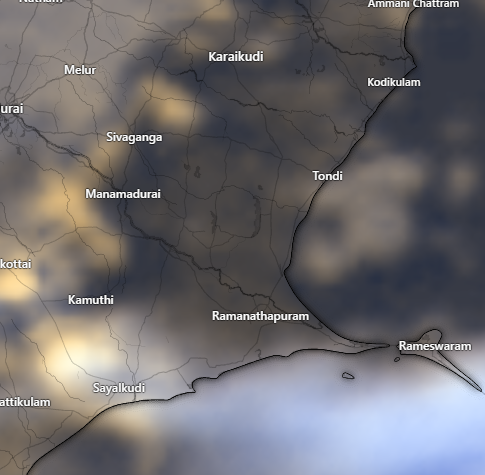 Ammani Chattram
Karaikudi
Melur
Kodikulam
urai
Sivaganga
Tondi
Manamadurai
kottai
Kamuthi
Ramanathapuram
Rameswaram
Sayalkudi
attikulam